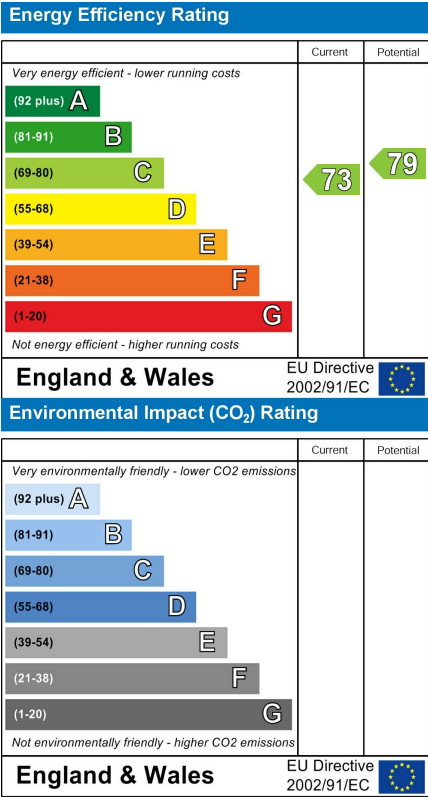 Energy Efficiency Rating
Current Potential
Very energy efficient - lower running costs
(92 plus) A
(81-91) B
(69-80) C
73
79
(55-68) D
(39-54) E
(21-38) F
(1-20) G
Not energy efficient - higher running costs
England & Wales
EU Directive
2002/91/EC
Environmental Impact (CO₂) Rating
Current Potential
Very environmentally friendly - lower CO2 emissions
(92 plus) A
(81-91) B
(69-80) C
(55-68) D
(39-54) E
(21-38) F
(1-20) G
Not environmentally friendly - higher CO2 emissions
England & Wales
EU Directive
2002/91/EC